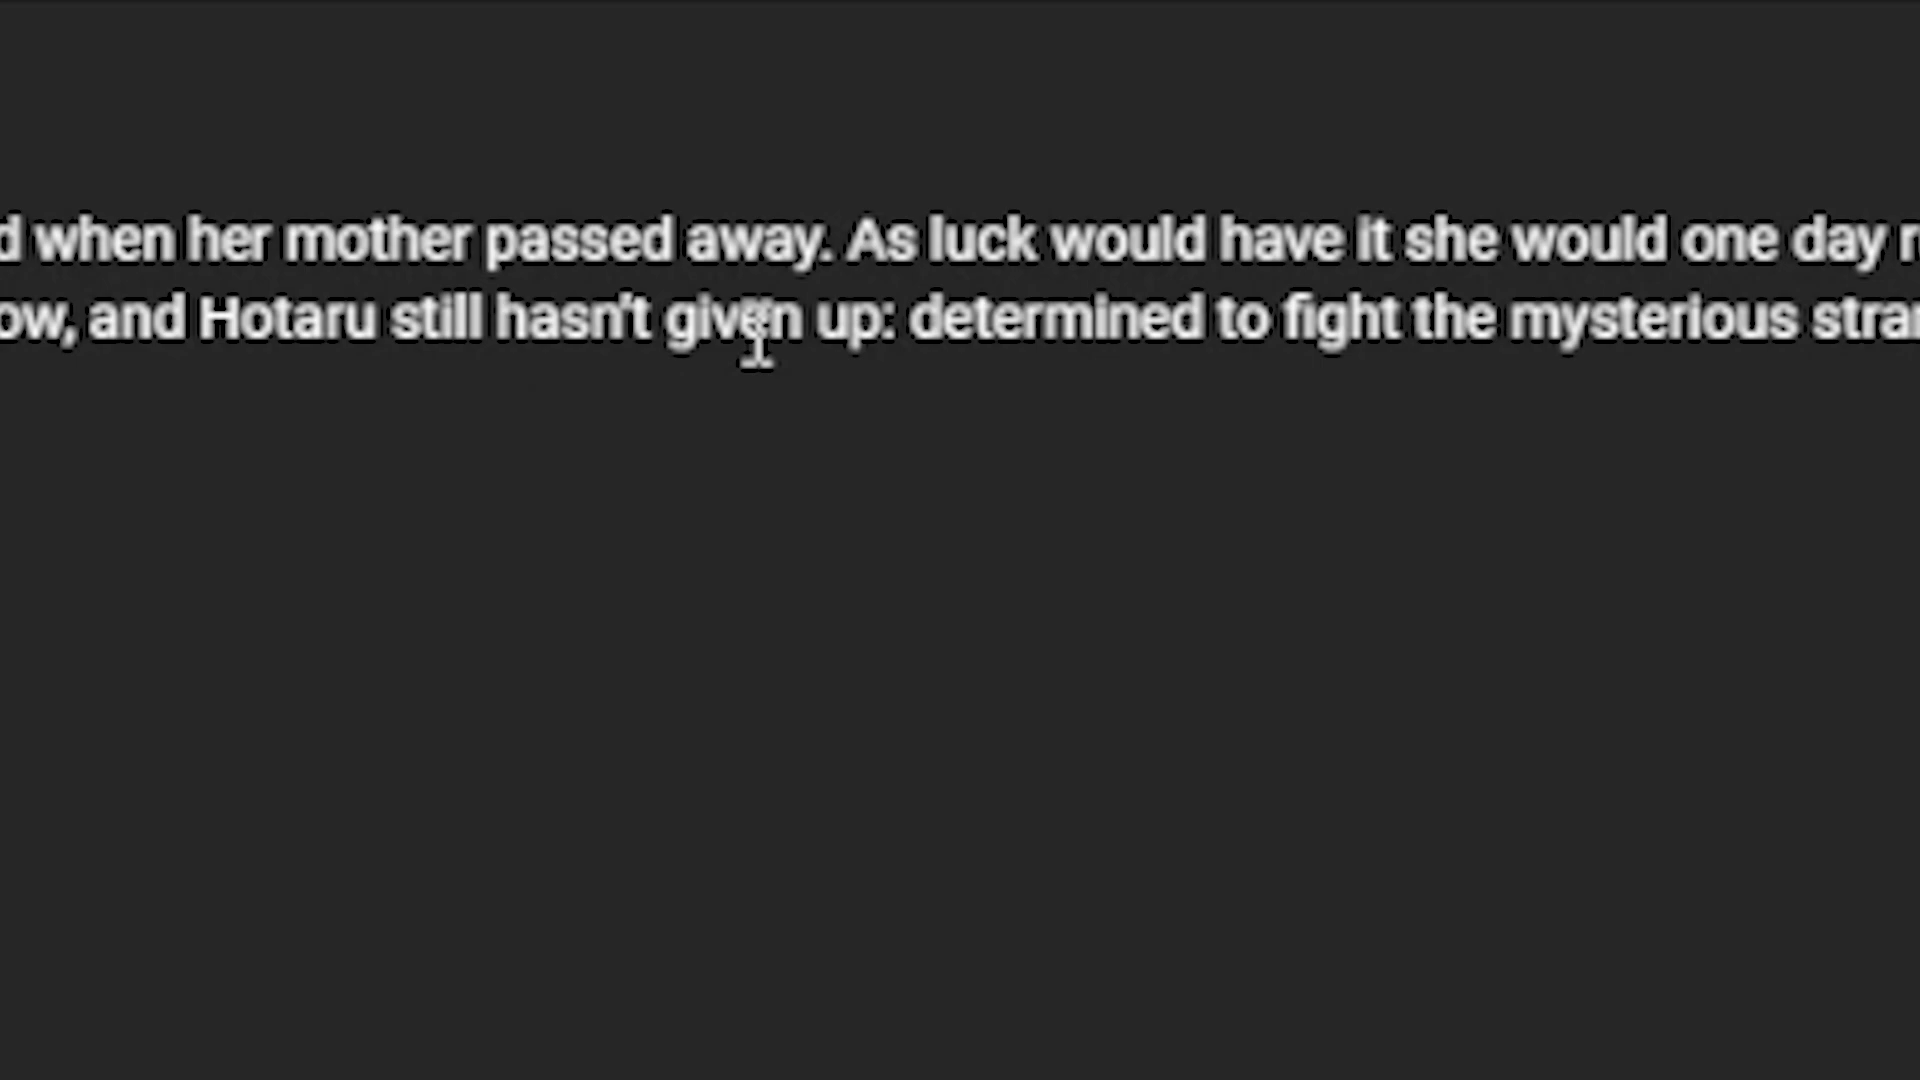 d when her mother passed away. As luck would have it she would one day r
ow, and Hotaru still hasn't given up: determined to fight the mysterious stran